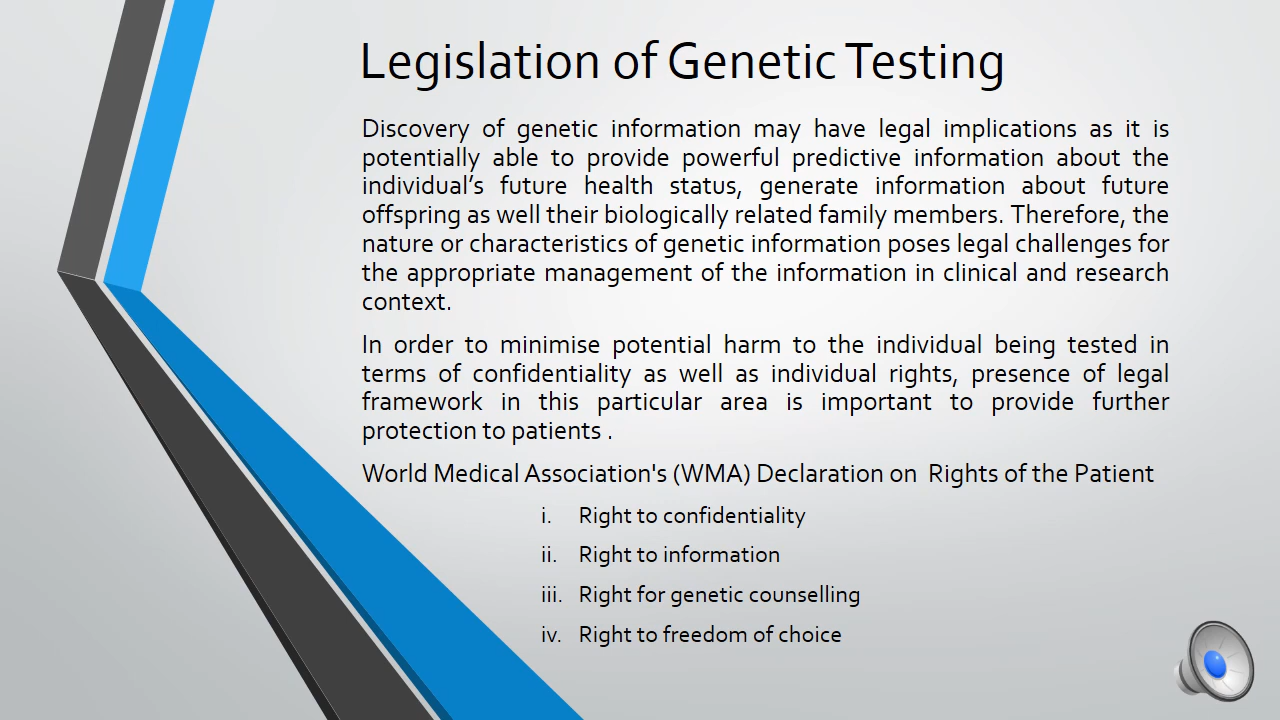 Legislation of Genetic Testing
Discovery of genetic information may have legal implications as it is
potentially able to provide powerful predictive information about the
individual’s future health status, generate information about future
offspring as well their biologically related family members. Therefore, the
nature or characteristics of genetic information poses legal challenges for
the appropriate management of the information in clinical and research
context.
In order to minimise potential harm to the individual being tested in
terms of confidentiality as well as individual rights, presence of legal
framework in this particular area is important to provide further
protection to patients .
World Medical Association's (WMA) Declaration on  Rights of the Patient
i. Right to confidentiality
ii. Right to information
iii. Right for genetic counselling
iv. Right to freedom of choice